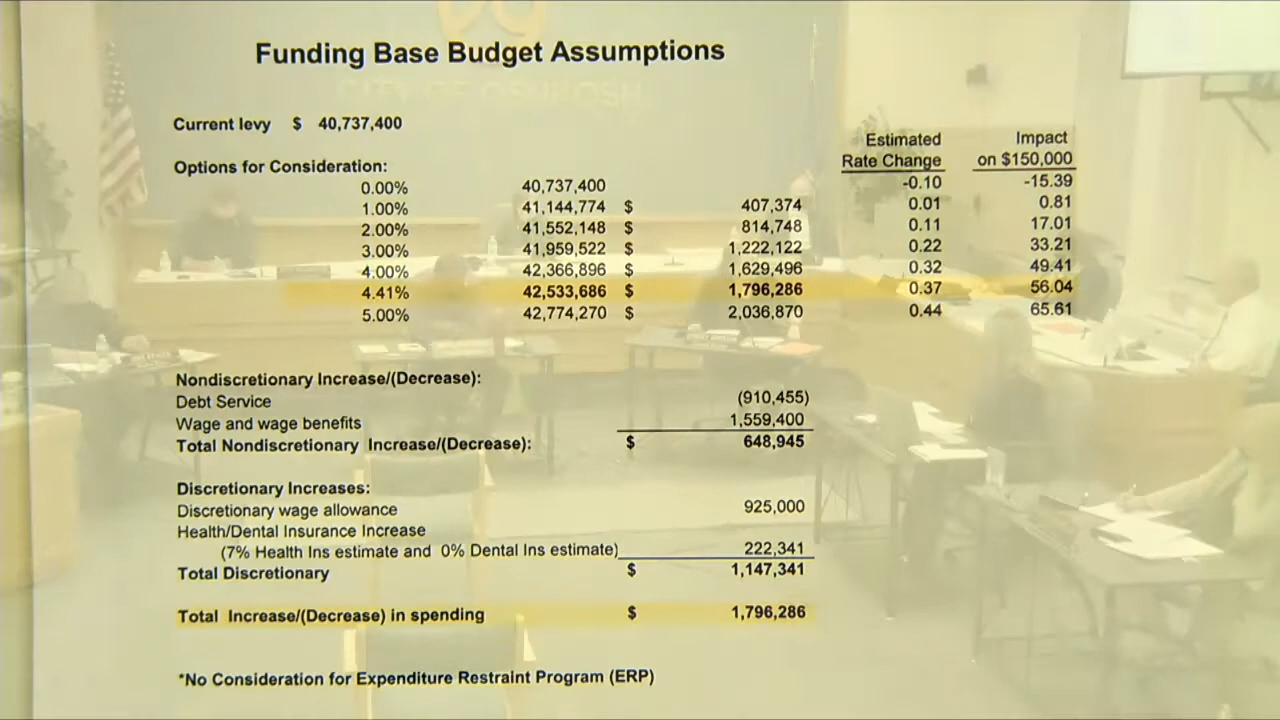 Funding Base Budget Assumptions
CITY OF OSHKOSH
Current levy $ 40,737,400
Estimated Impact
Options for Consideration: Rate Change on $150,000
0.00% 40,737,400 -0.10 -15.39
1.00% 41,144,774 $ 407,374 0.01 0.81
2.00% 41,552,148 $ 814,748 0.11 17.01
3.00% 41,959,522 $ 1,222,122 0.22 33.21
4.00% 42,366,896 $ 1,629,496 0.32 49.41
4.41% 42,533,686 $ 1,796,286 0.37 56.04
5.00% 42,774,270 $ 2,036,870 0.44 65.61
Nondiscretionary Increase/(Decrease):
Debt Service (910,455)
Wage and wage benefits 1,559,400
Total Nondiscretionary Increase/(Decrease): $ 648,945
Discretionary Increases:
Discretionary wage allowance 925,000
Health/Dental Insurance Increase
(7% Health Ins estimate and 0% Dental Ins estimate) 222,341
Total Discretionary $ 1,147,341
Total Increase/(Decrease) in spending $ 1,796,286
*No Consideration for Expenditure Restraint Program (ERP)